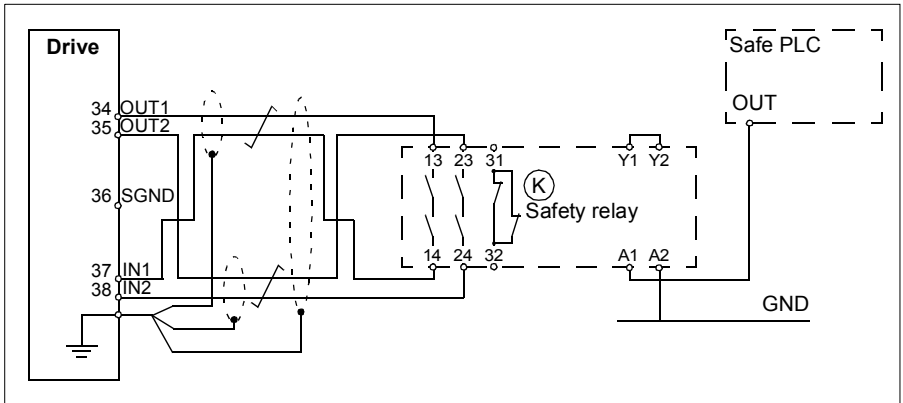 Drive
Safe PLC
OUT
34 OUT1
35 OUT2
36 SGND
37 IN1
38 IN2
13 23 31
Y1 Y2
K
Safety relay
14 24 32
A1 A2
GND